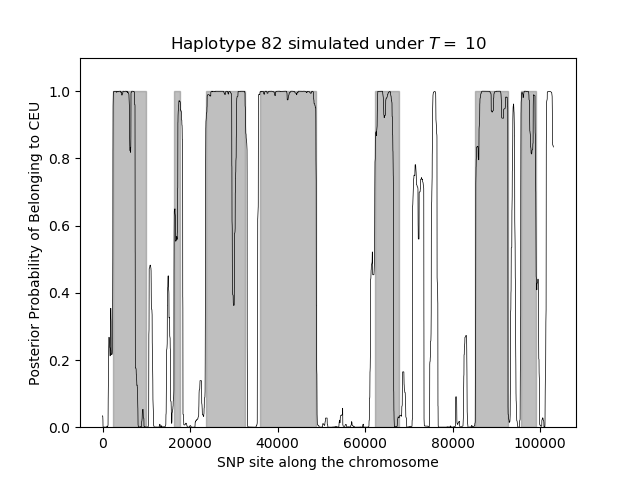 Haplotype 82 simulated under T = 10
Posterior Probability of Belonging to CEU
1.0
0.8
0.6
0.4
0.2
0.0
0 20000 40000 60000 80000 100000
SNP site along the chromosome